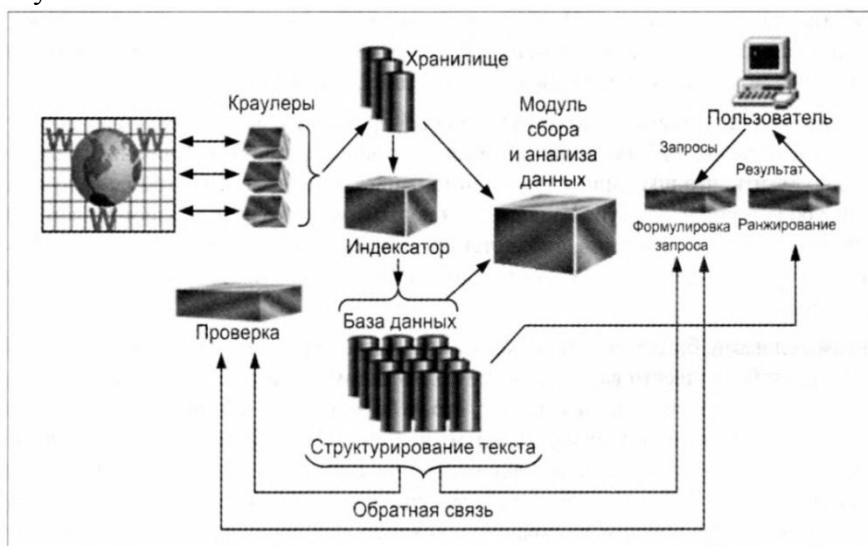 Хранилище
Краулеры
W W
W
Модуль
сбора
и анализа
данных
Пользователь
Запросы
Результат
Индексатор
Формулировка
запроса
Ранжирование
Проверка
База данных
Структурирование текста
Обратная связь